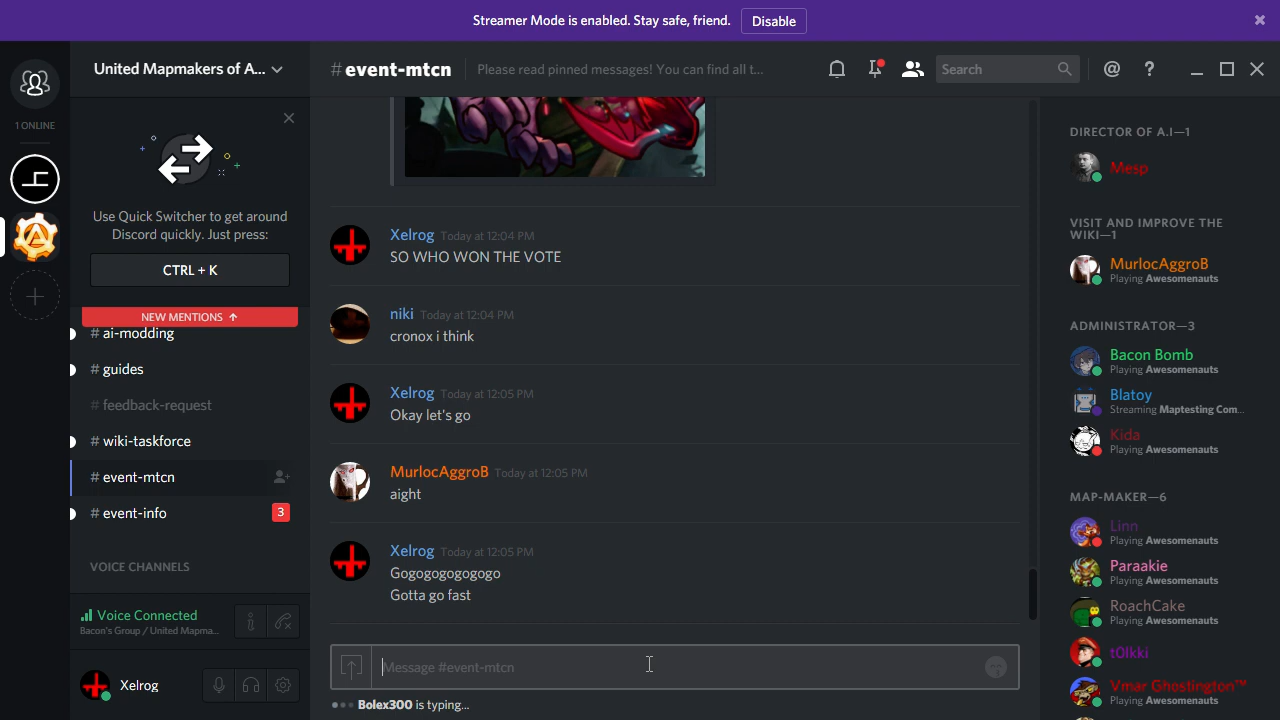 Streamer Mode is enabled. Stay safe, friend. Disable
United Mapmakers of A...
#event-mtcn
Please read pinned messages! You can find all t...
Search
@
?
1 ONLINE
Use Quick Switcher to get around
Discord quickly. Just press:
CTRL + K
NEW MENTIONS
# ai-modding
# guides
# feedback-request
# wiki-taskforce
# event-mtcn
# event-info 3
VOICE CHANNELS
Voice Connected
Bacon's Group / United Mapma...
Xelrog
Xelrog Today at 12:04 PM
SO WHO WON THE VOTE
niki Today at 12:04 PM
cronox i think
Xelrog Today at 12:05 PM
Okay let's go
MurlocAggroB Today at 12:05 PM
aight
Xelrog Today at 12:05 PM
Gogogogogogogo
Gotta go fast
Message #event-mtcn
Bolex300 is typing...
DIRECTOR OF A.I—1
Mesp
VISIT AND IMPROVE THE
WIKI—1
MurlocAggroB
Playing Awesomenauts
ADMINISTRATOR—3
Bacon Bomb
Playing Awesomenauts
Blatoy
Streaming Maptesting Com...
Kida
Playing Awesomenauts
MAP-MAKER—6
Linn
Playing Awesomenauts
Paraakie
Playing Awesomenauts
RoachCake
Playing Awesomenauts
t0lkki
Vmar Ghostington™
Playing Awesomenauts